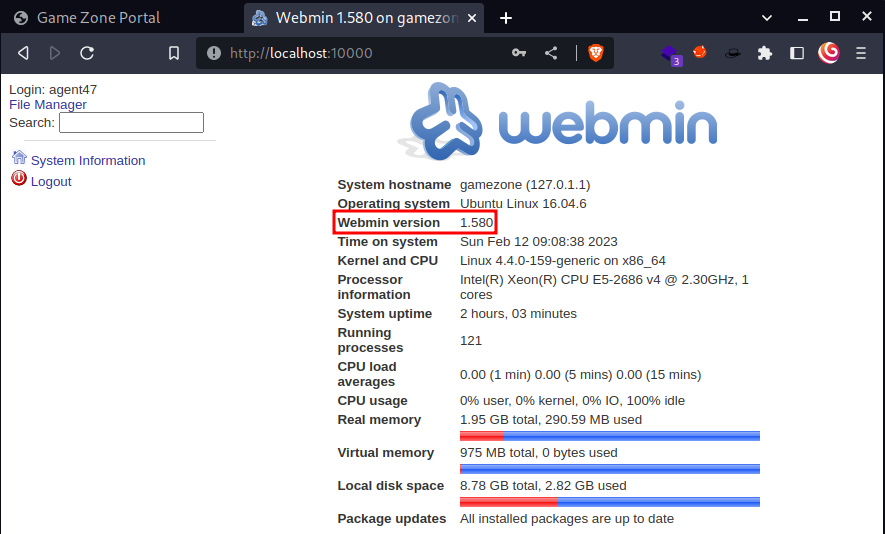 Game Zone Portal
Webmin 1.580 on gamezon
http://localhost:10000
3
Login: agent47
File Manager
Search:
System Information
Logout
webmin
System hostname gamezone (127.0.1.1)
Operating system Ubuntu Linux 16.04.6
Webmin version 1.580
Time on system Sun Feb 12 09:08:38 2023
Kernel and CPU Linux 4.4.0-159-generic on x86_64
Processor information Intel(R) Xeon(R) CPU E5-2686 v4 @ 2.30GHz, 1 cores
System uptime 2 hours, 03 minutes
Running processes 121
CPU load averages 0.00 (1 min) 0.00 (5 mins) 0.00 (15 mins)
CPU usage 0% user, 0% kernel, 0% IO, 100% idle
Real memory 1.95 GB total, 290.59 MB used
Virtual memory 975 MB total, 0 bytes used
Local disk space 8.78 GB total, 2.82 GB used
Package updates All installed packages are up to date